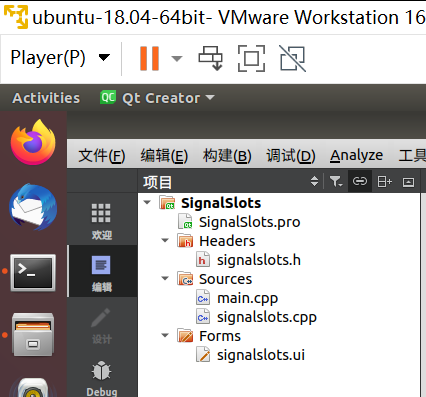 ubuntu-18.04-64bit- VMware Workstation 16
Player(P)
Activities Qt Creator
文件(F) 编辑(E) 构建(B) 调试(D) Analyze 工具
项目
SignalSlots
SignalSlots.pro
Headers
signalslots.h
Sources
main.cpp
signalslots.cpp
Forms
signalslots.ui
欢迎
编辑
设计
Debug